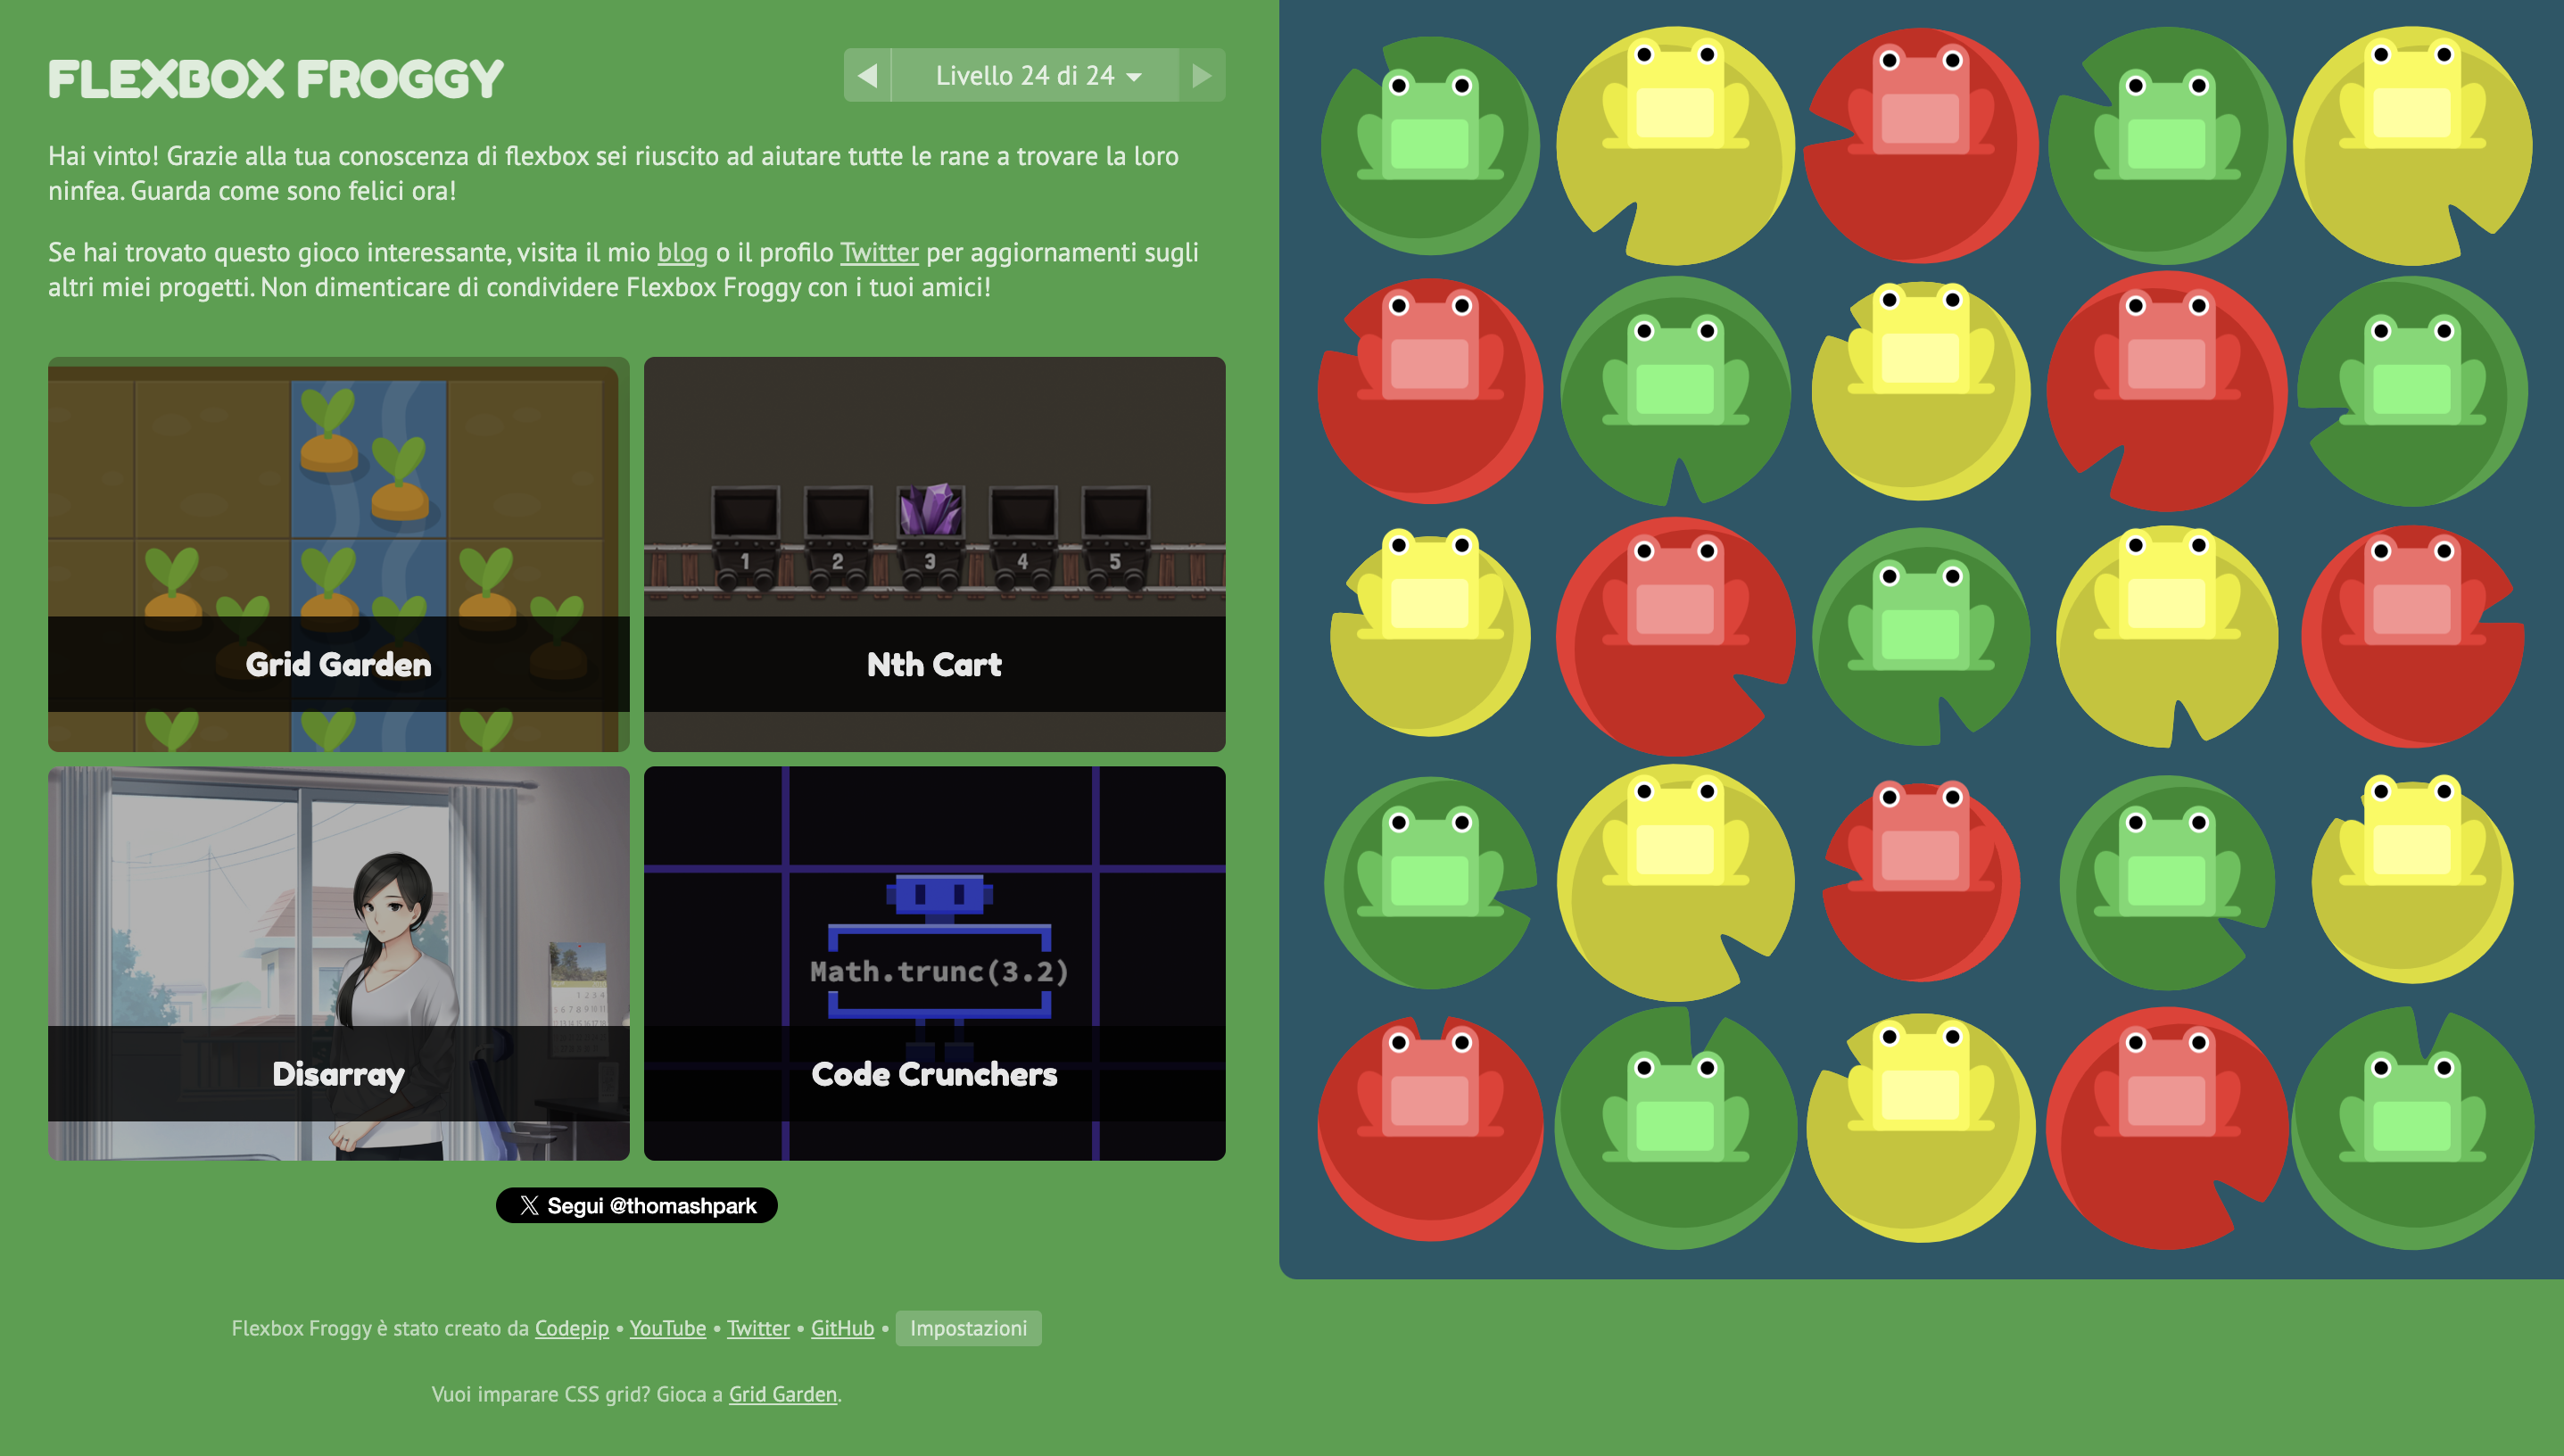 FLEXBOX FROGGY
Livello 24 di 24
Hai vinto! Grazie alla tua conoscenza di flexbox sei riuscito ad aiutare tutte le rane a trovare la loro
ninfea. Guarda come sono felici ora!
Se hai trovato questo gioco interessante, visita il mio blog o il profilo Twitter per aggiornamenti sugli
altri miei progetti. Non dimenticare di condividere Flexbox Froggy con i tuoi amici!
1 2 3 4 5
Grid Garden
Nth Cart
Math.trunc(3.2)
Disarray
Code Crunchers
Segui @thomashpark
Flexbox Froggy è stato creato da Codepip • YouTube • Twitter • GitHub • Impostazioni
Vuoi imparare CSS grid? Gioca a Grid Garden.